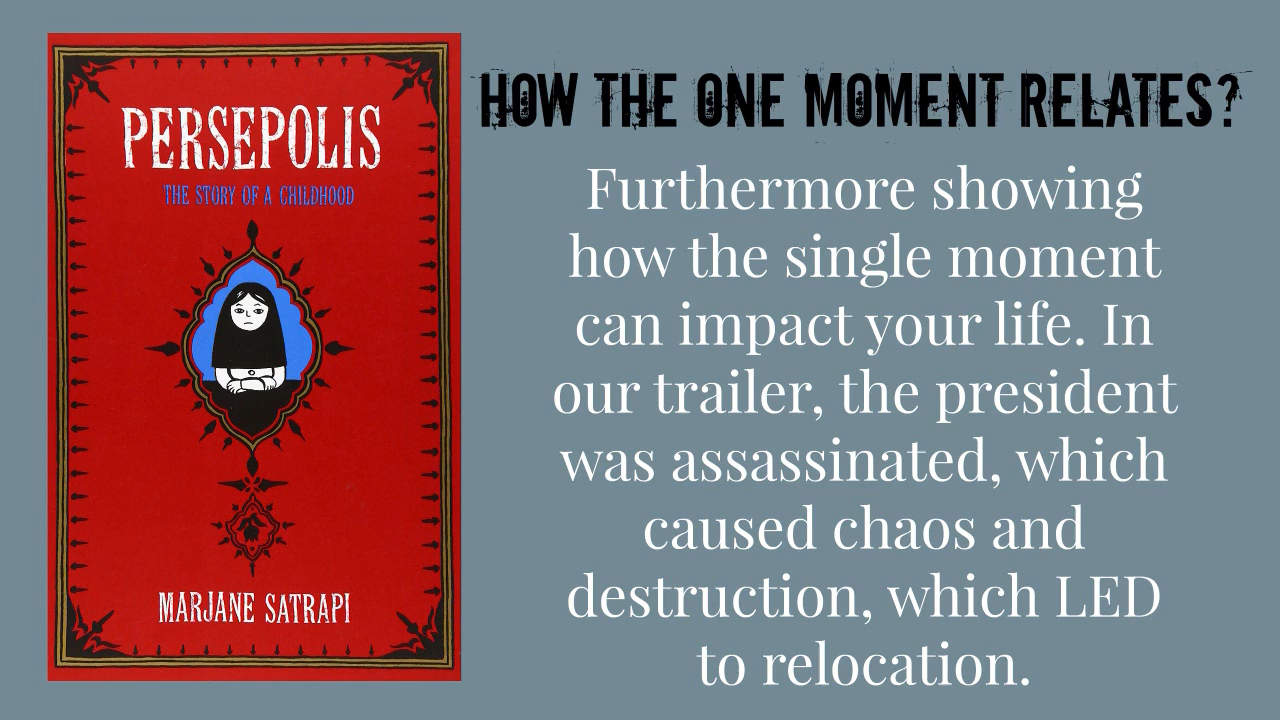 PERSEPOLIS
THE STORY OF A CHILDHOOD
MARJANE SATRAPI
HOW THE ONE MOMENT RELATES?
Furthermore showing
how the single moment
can impact your life. In
our trailer, the president
was assassinated, which
caused chaos and
destruction, which LED
to relocation.